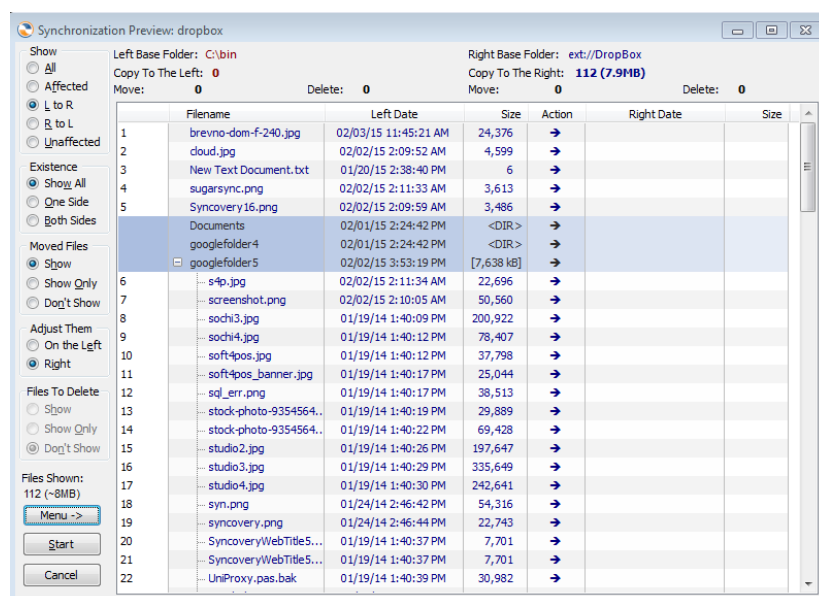 Synchronization Preview: dropbox
Show
All
Affected
L to R
R to L
Unaffected
Existence
Show All
One Side
Both Sides
Moved Files
Show
Show Only
Don't Show
Adjust Them
On the Left
Right
Files To Delete
Show
Show Only
Don't Show
Files Shown:
112 (~8MB)
Menu ->
Start
Cancel
Left Base Folder: C:\bin Right Base Folder: ext://DropBox
Copy To The Left: 0 Copy To The Right: 112 (7.9MB)
Move: 0 Delete: 0 Move: 0 Delete: 0
Filename Left Date Size Action Right Date Size
1 brevno-dom-f-240.jpg 02/03/15 11:45:21 AM 24,376 ➔
2 cloud.jpg 02/02/15 2:09:52 AM 4,599 ➔
3 New Text Document.txt 01/20/15 2:38:40 PM 6 ➔
4 sugarsync.png 02/02/15 2:11:33 AM 3,613 ➔
5 Syncovery16.png 02/02/15 2:09:59 AM 3,486 ➔
Documents 02/01/15 2:24:42 PM <DIR> ➔
googlefolder4 02/01/15 2:24:42 PM <DIR> ➔
googlefolder5 02/02/15 3:53:19 PM [7,638 kB] ➔
6 s4p.jpg 02/02/15 2:11:34 AM 22,696 ➔
7 screenshot.png 02/02/15 2:10:05 AM 50,560 ➔
8 sochi3.jpg 01/19/14 1:40:09 PM 200,922 ➔
9 sochi4.jpg 01/19/14 1:40:12 PM 78,407 ➔
10 soft4pos.jpg 01/19/14 1:40:12 PM 37,798 ➔
11 soft4pos_banner.jpg 01/19/14 1:40:17 PM 25,044 ➔
12 sql_err.png 01/19/14 1:40:17 PM 38,513 ➔
13 stock-photo-9354564.. 01/19/14 1:40:19 PM 29,889 ➔
14 stock-photo-9354564.. 01/19/14 1:40:22 PM 69,428 ➔
15 studio2.jpg 01/19/14 1:40:26 PM 197,647 ➔
16 studio3.jpg 01/19/14 1:40:29 PM 335,649 ➔
17 studio4.jpg 01/19/14 1:40:30 PM 242,641 ➔
18 syn.png 01/24/14 2:46:42 PM 54,316 ➔
19 syncovery.png 01/24/14 2:46:44 PM 22,743 ➔
20 SyncoveryWebTitle5... 01/19/14 1:40:37 PM 7,701 ➔
21 SyncoveryWebTitle5... 01/19/14 1:40:37 PM 7,701 ➔
22 UniProxy.pas.bak 01/19/14 1:40:39 PM 30,982 ➔